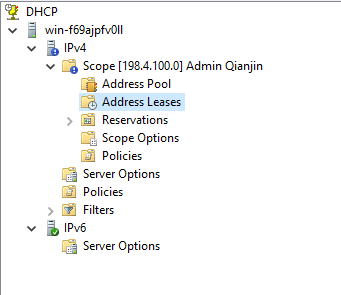 DHCP
win-f69ajpfv0ll
IPv4
Scope [198.4.100.0] Admin Qianjin
Address Pool
Address Leases
Reservations
Scope Options
Policies
Server Options
Policies
Filters
IPv6
Server Options